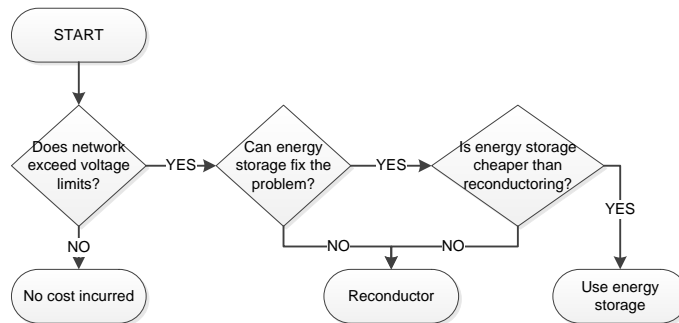 START
Does network
exceed voltage
limits?
YES
Can energy
storage fix the
problem?
YES
Is energy storage
cheaper than
reconductoring?
YES
NO
NO
NO
No cost incurred
Reconductor
Use energy
storage